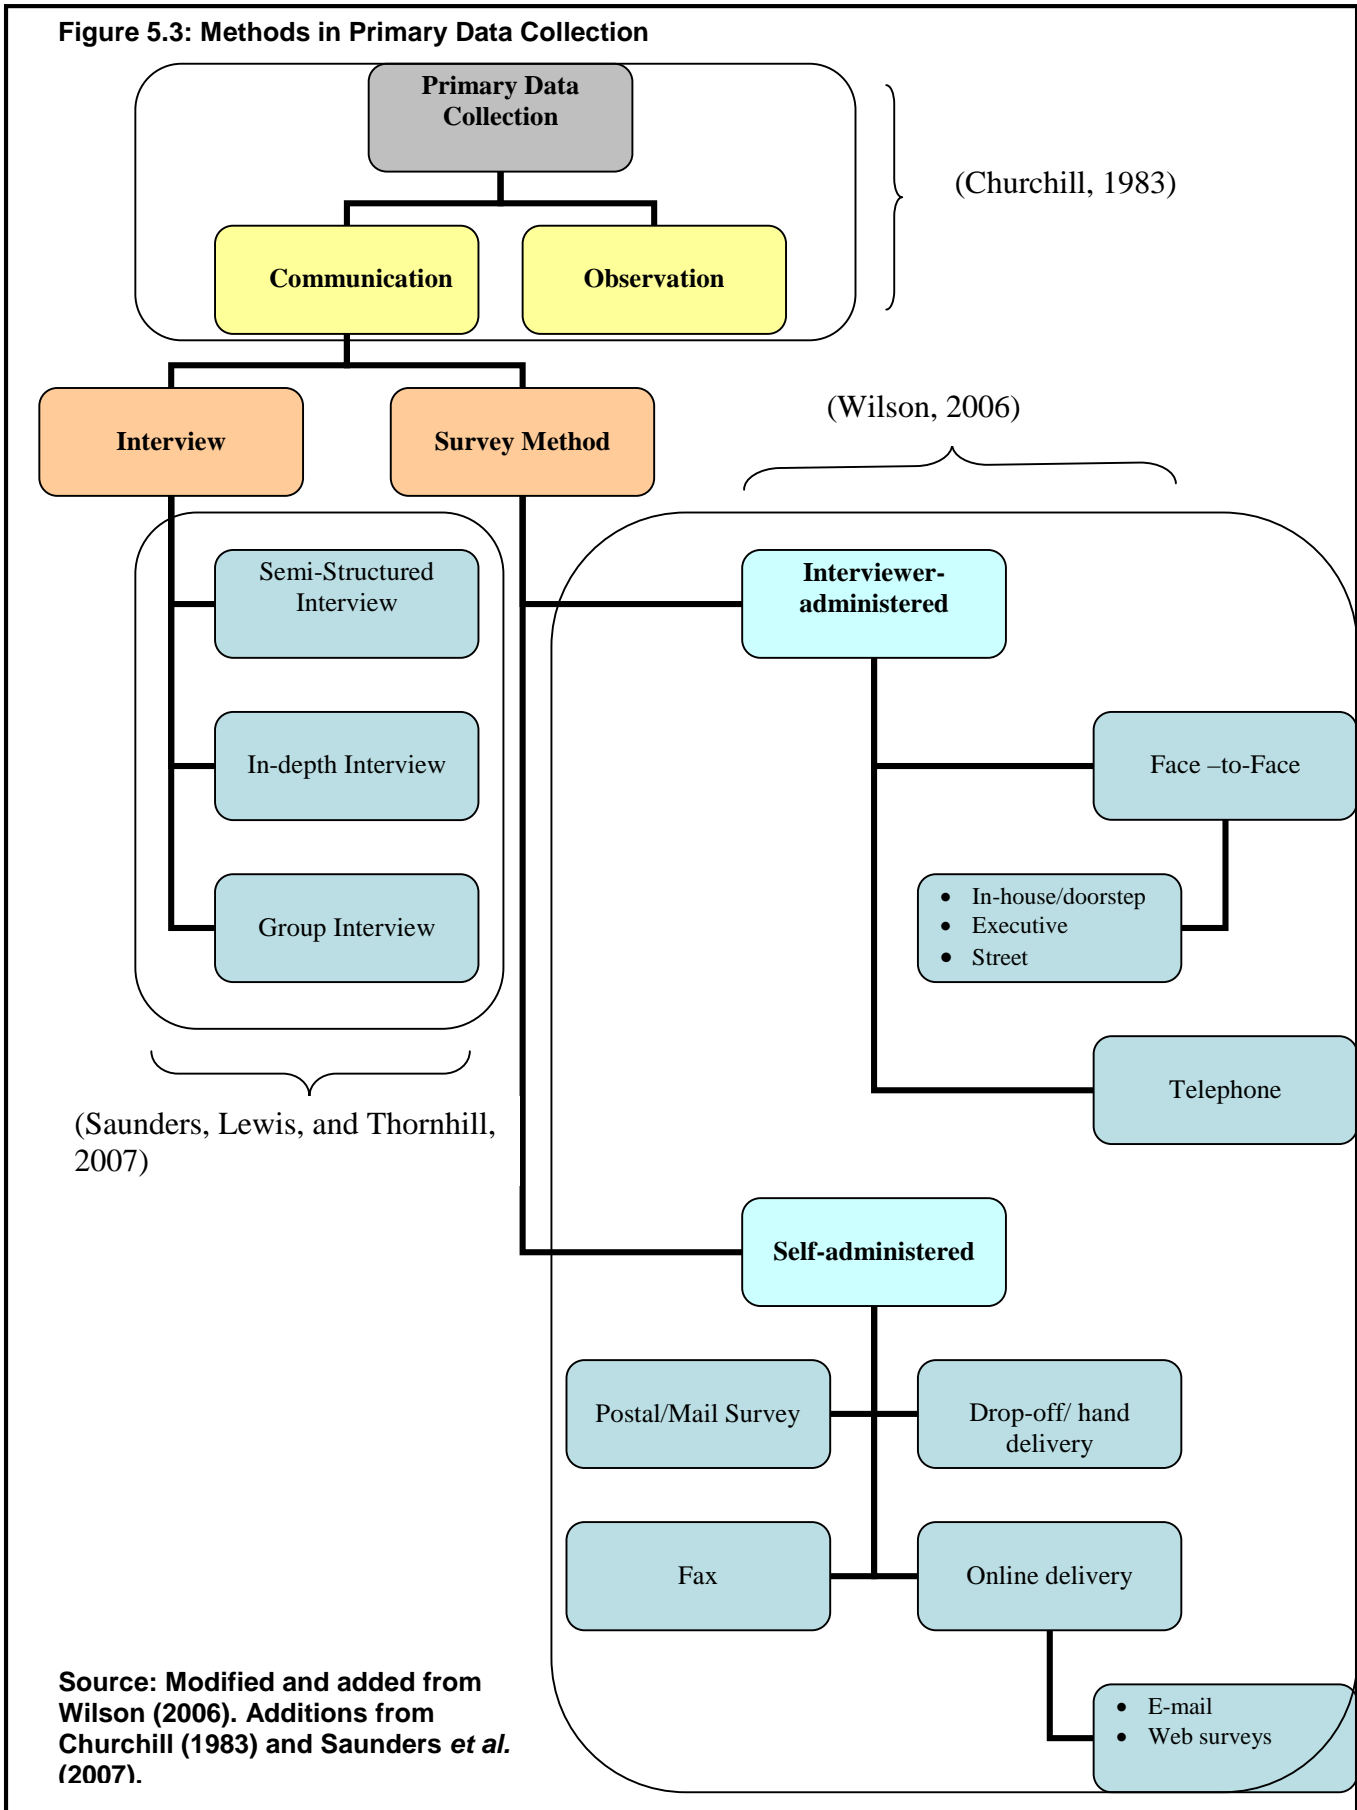 Figure 5.3: Methods in Primary Data Collection
Primary Data
Collection
(Churchill, 1983)
Communication
Observation
Interview
Survey Method
(Wilson, 2006)
Semi-Structured
Interview
In-depth Interview
Group Interview
(Saunders, Lewis, and Thornhill,
2007)
Interviewer-
administered
Face –to-Face
• In-house/doorstep
• Executive
• Street
Telephone
Self-administered
Postal/Mail Survey
Drop-off/ hand
delivery
Fax
Online delivery
• E-mail
• Web surveys
Source: Modified and added from
Wilson (2006). Additions from
Churchill (1983) and Saunders et al.
(2007).